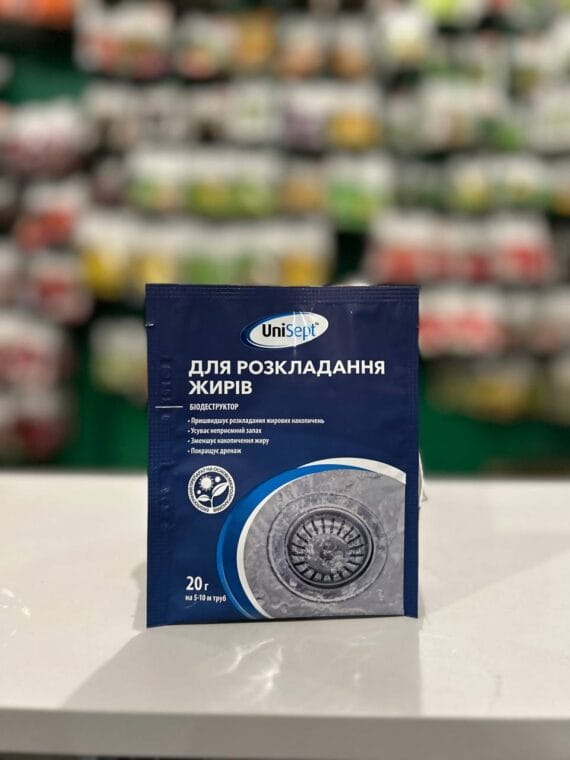 UniSept™
ДЛЯ РОЗКЛАДАННЯ
ЖИРІВ
БІОДЕСТРУКТОР
• Пришвидшує розкладання жирових накопичень
• Усуває неприємний запах
• Зменшує накопичення жиру
• Покращує дренаж
20 г
на 5-10 м труб